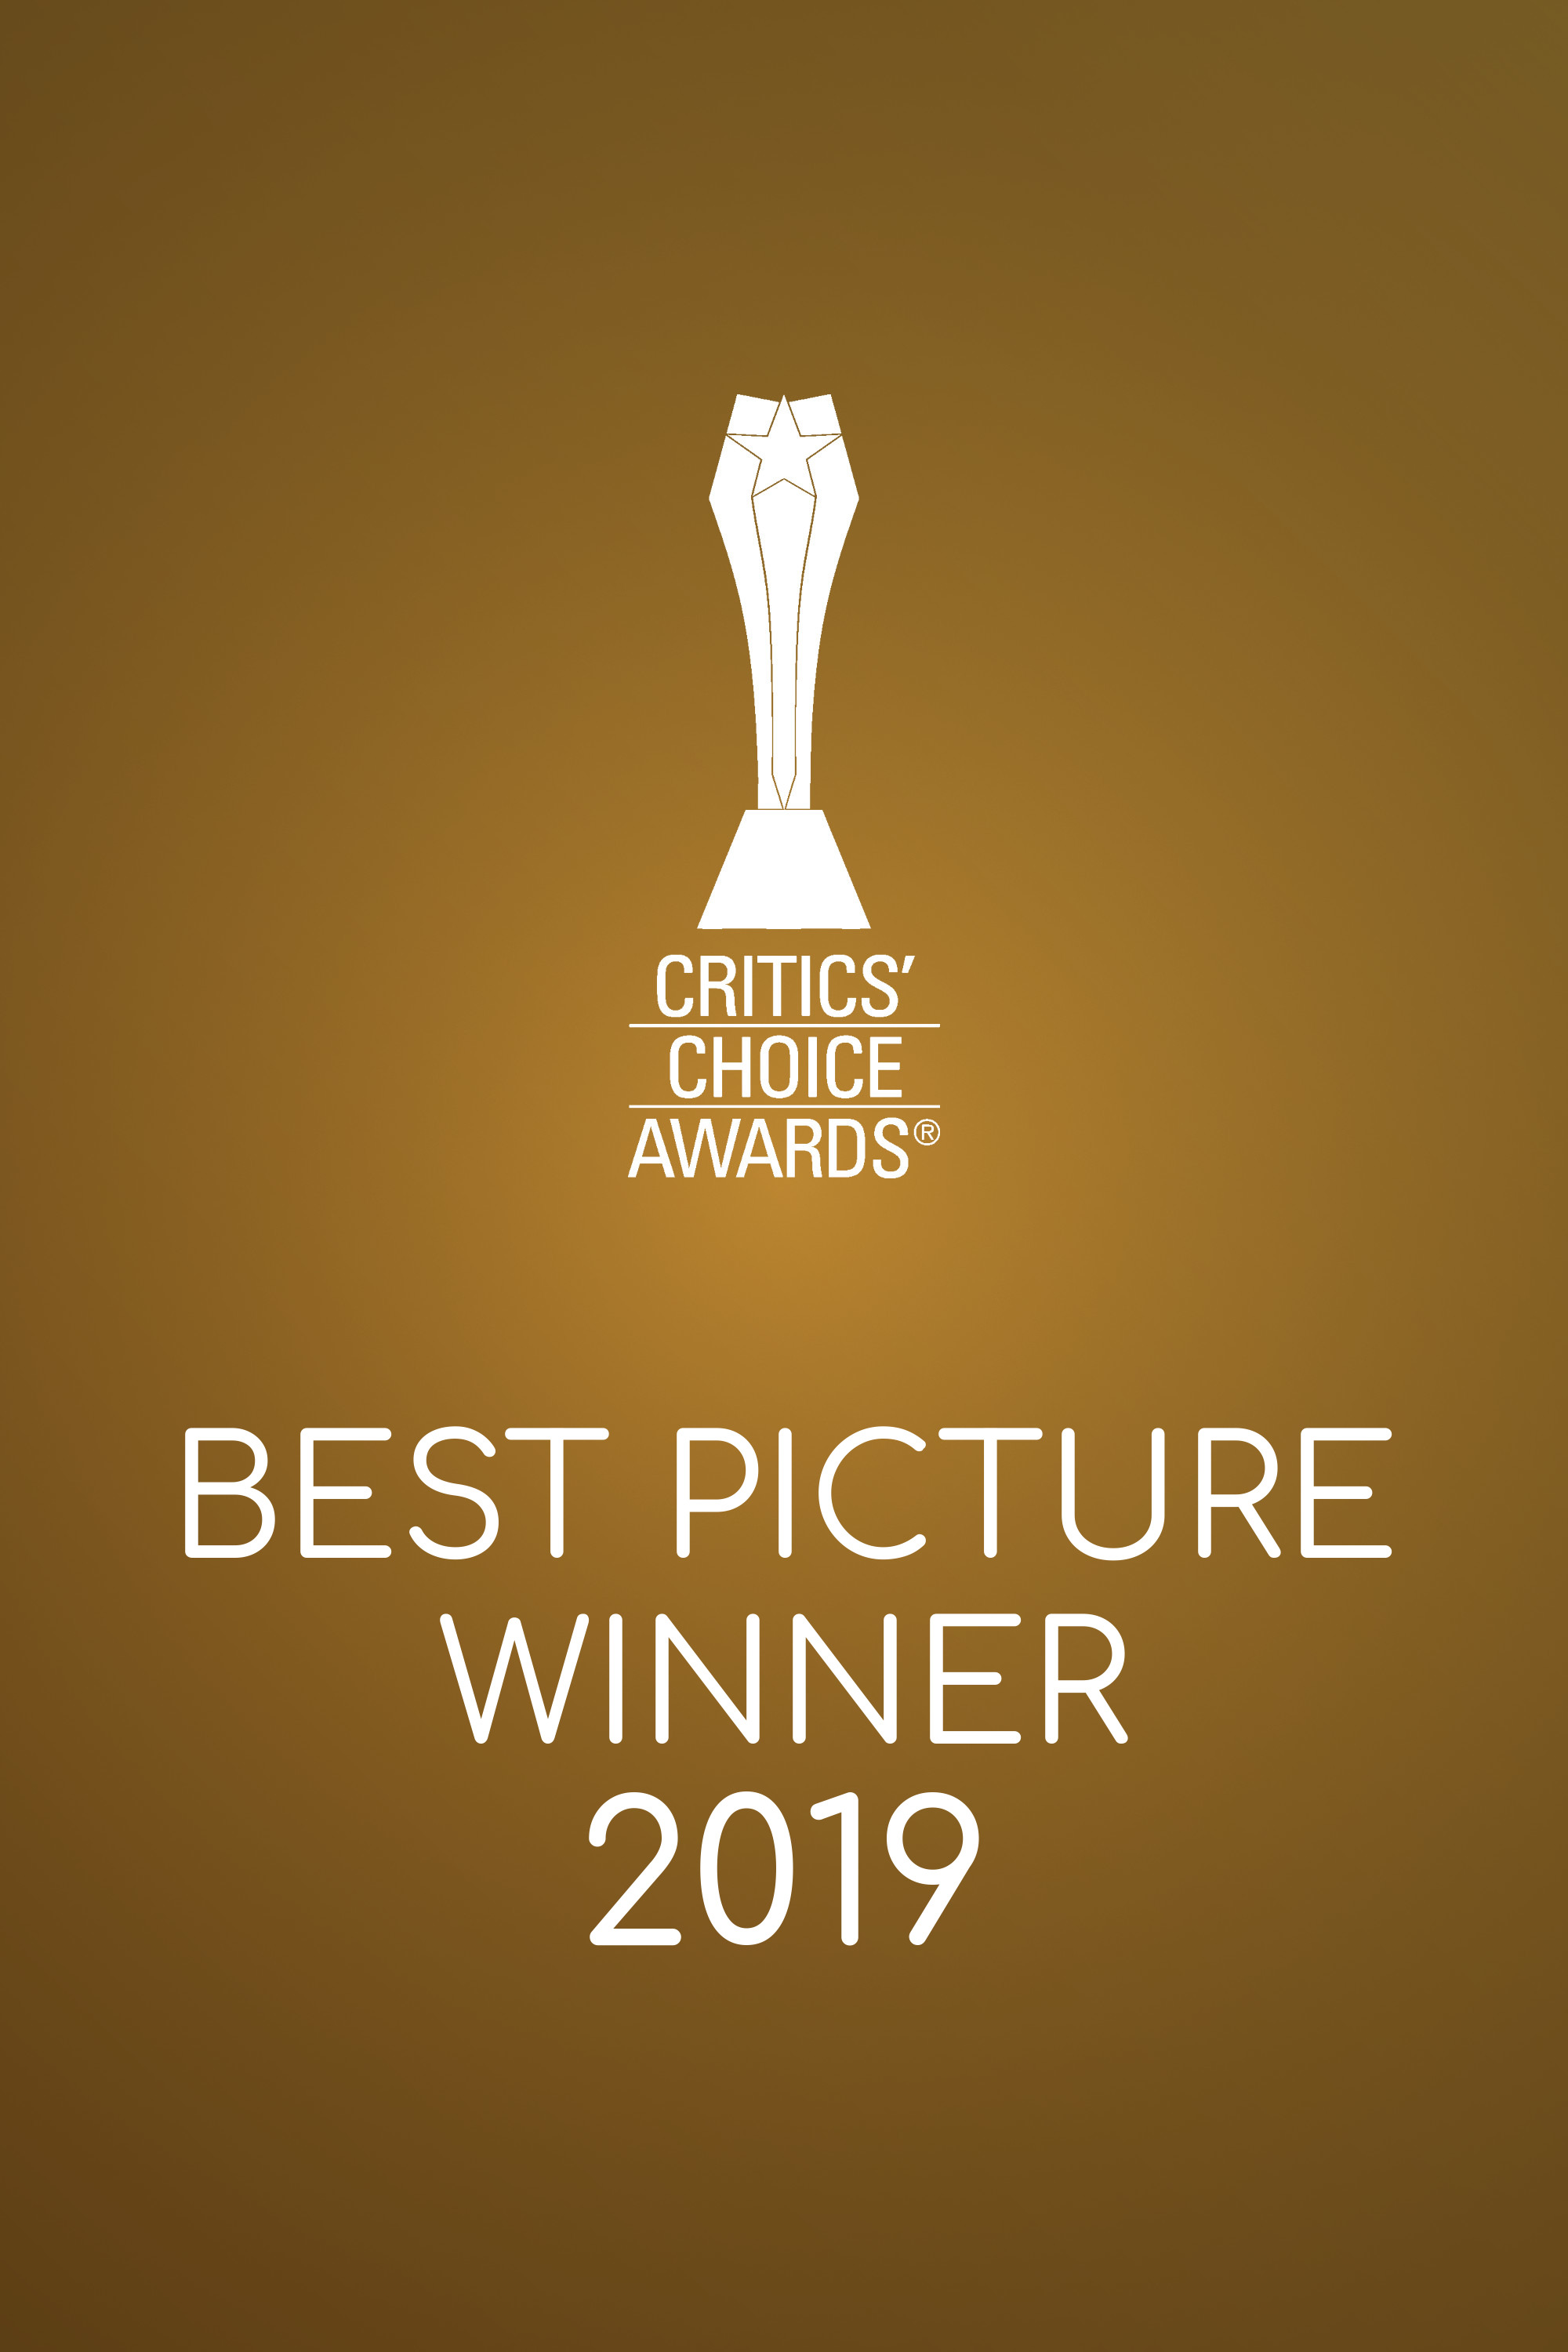 CRITICS'
CHOICE
AWARDS®
BEST PICTURE
WINNER
2019